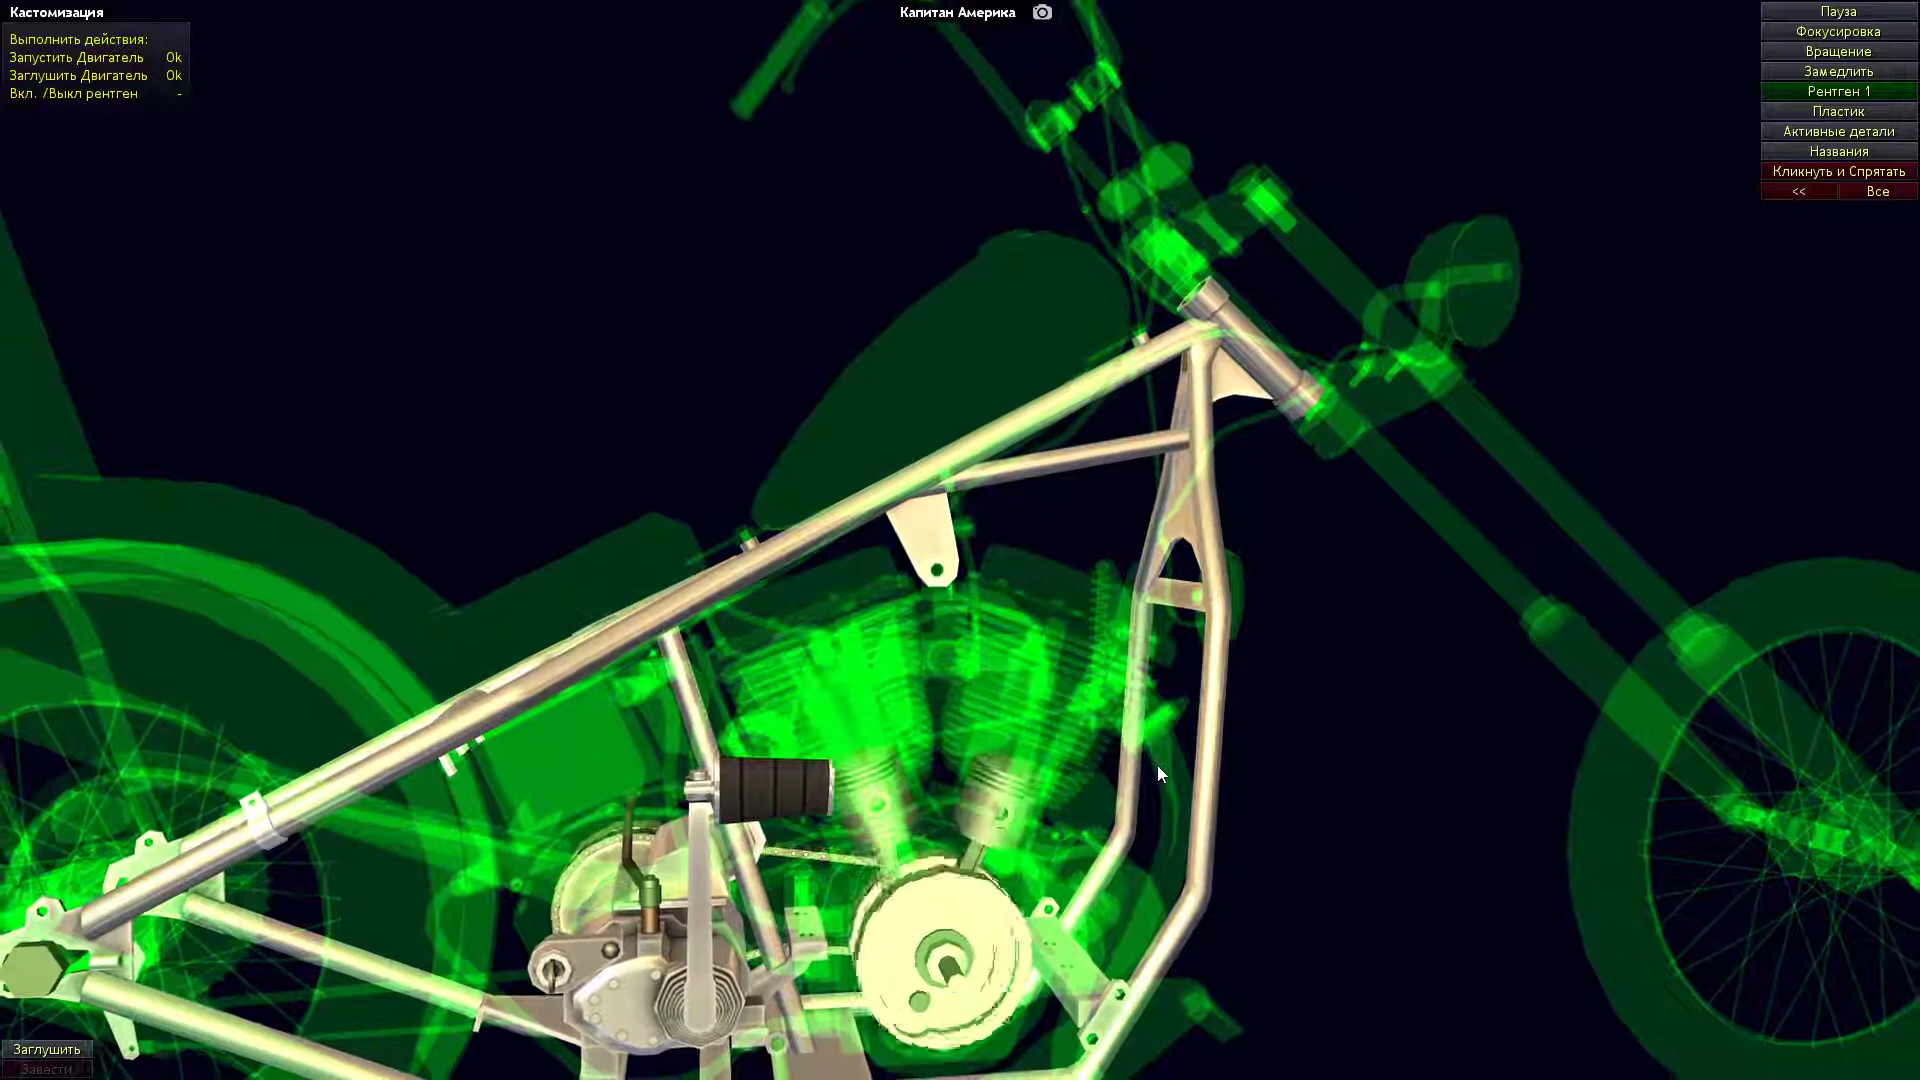 Кастомизация
Капитан Америка
Выполнить действия:
Запустить Двигатель Ok
Заглушить Двигатель Ok
Вкл. /Выкл рентген -
Пауза
Фокусировка
Вращение
Замедлить
Рентген 1
Пластик
Активные детали
Названия
Кликнуть и Спрятать
<< Все
Заглушить
Завести